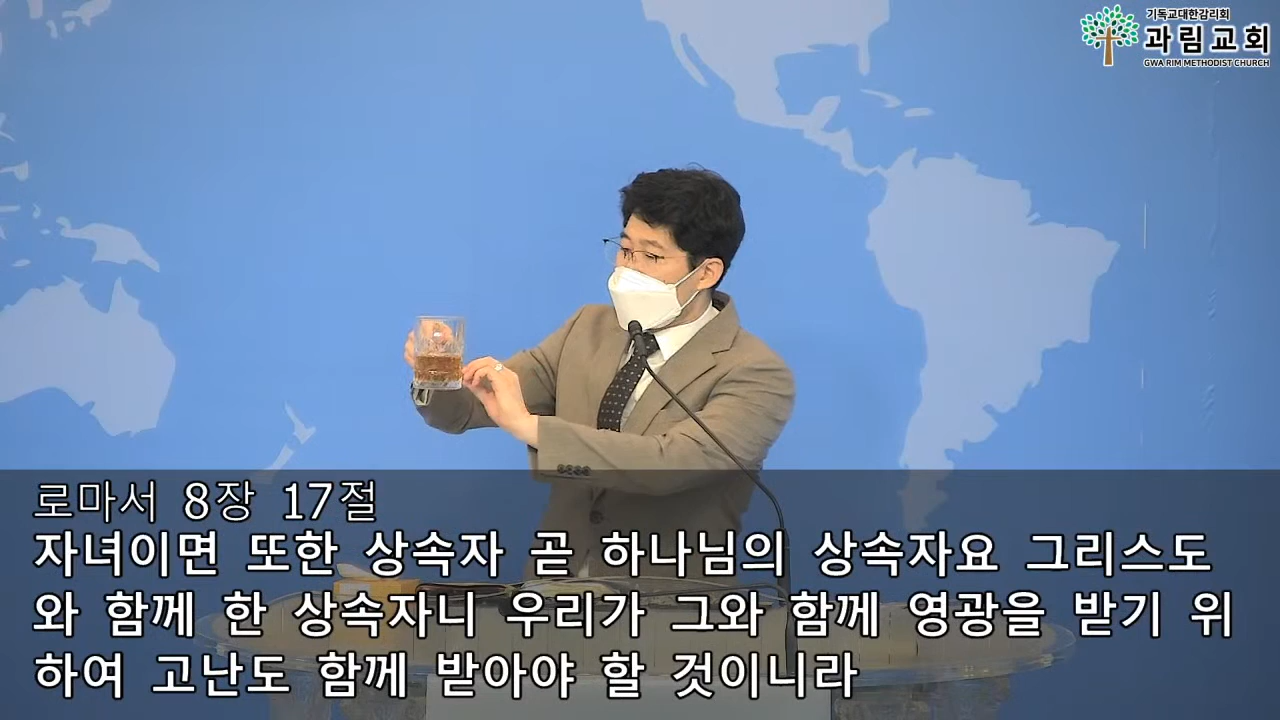 기독교대한감리회
과림교회
GWA RIM METHODIST CHURCH
로마서 8장 17절
자녀이면 또한 상속자 곧 하나님의 상속자요 그리스도
와 함께 한 상속자니 우리가 그와 함께 영광을 받기 위
하여 고난도 함께 받아야 할 것이니라